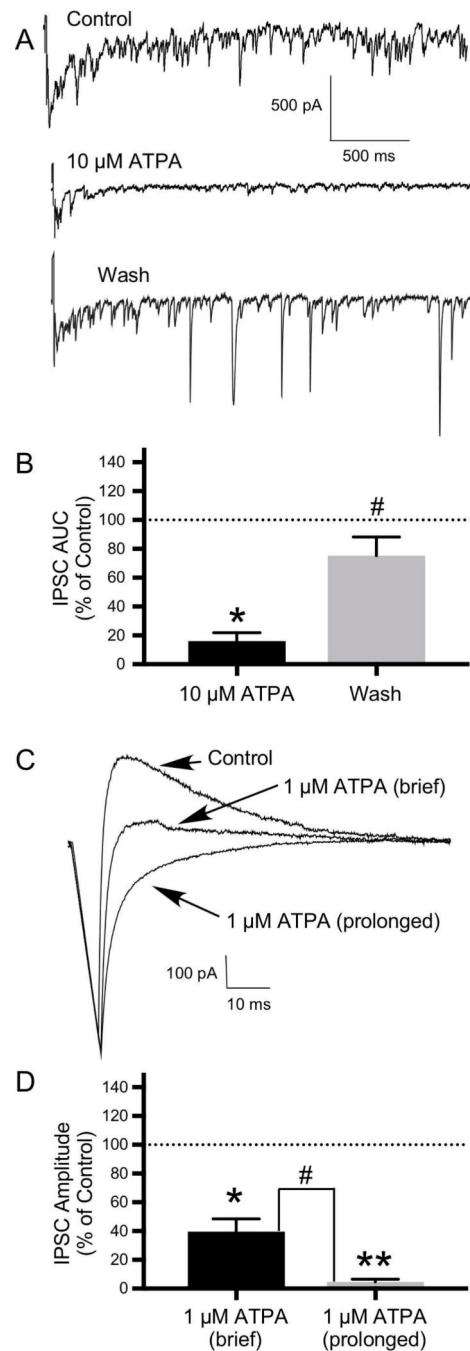 A
Control
500 pA
500 ms
10 µM ATPA
Wash
B
IPSC AUC
(% of Control)
140
120
100
80
60
40
20
0
*
#
10 µM ATPA
Wash
C
Control
1 µM ATPA (brief)
1 µM ATPA (prolonged)
100 pA
10 ms
D
IPSC Amplitude
(% of Control)
140
120
100
80
60
40
20
0
*
#
**
1 µM ATPA
(brief)
1 µM ATPA
(prolonged)